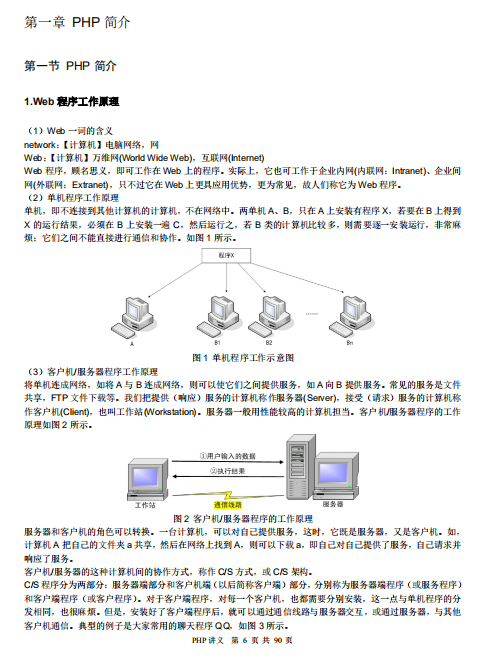 第一章 PHP 简介
第一节 PHP 简介
1.Web 程序工作原理
（1）Web 一词的含义
network：【计算机】电脑网络，网
Web：【计算机】万维网(World Wide Web)，互联网(Internet)
Web 程序，顾名思义，即可工作在 Web 上的程序。实际上，它也可工作于企业内网(内联网：Intranet)、企业间
网(外联网：Extranet)，只不过它在 Web 上更具应用优势，更为常见，故人们称它为 Web 程序。
（2）单机程序工作原理
单机，即不连接到其他计算机的计算机，不在网络中。两单机 A、B，只在 A 上安装有程序 X，若要在 B 上得到
X 的运行结果，必须在 B 上安装一遍 C，然后运行之，若 B 类的计算机比较多，则需要逐一安装运行，非常麻
烦；它们之间不能直接进行通信和协作。如图 1 所示。
程序X
......
A B1 B2 Bn
图 1 单机程序工作示意图
（3）客户机/服务器程序工作原理
将单机连成网络，如将 A 与 B 连成网络，则可以使它们之间提供服务，如 A 向 B 提供服务。常见的服务是文件
共享，FTP 文件下载等。我们把提供（响应）服务的计算机称作服务器(Server)，接受（请求）服务的计算机称
作客户机(Client)，也叫工作站(Workstation)。服务器一般用性能较高的计算机担当。客户机/服务器程序的工作
原理如图 2 所示。
①用户输入的数据
②执行结果
工作站 通信线路 服务器
图 2 客户机/服务器程序的工作原理
服务器和客户机的角色可以转换。一台计算机，可以对自己提供服务，这时，它既是服务器，又是客户机。如，
计算机 A 把自己的文件夹 a 共享，然后在网络上找到 A，则可以下载 a，即自己对自己提供了服务，自己请求并
响应了服务。
客户机/服务器的这种计算机间的协作方式，称作 C/S 方式，或 C/S 架构。
C/S 程序分为两部分：服务器端部分和客户机端（以后简称客户端）部分，分别称为服务器端程序（或服务程序）
和客户端程序（或客户程序）。对于客户端程序，对每一个客户机，也都需要分别安装，这一点与单机程序的分
发相同，也很麻烦。但是，安装好了客户端程序后，就可以通过通信线路与服务器交互，或通过服务器，与其他
客户机通信。典型的例子是大家常用的聊天程序 QQ，如图 3 所示。
PHP 讲义 第 6 页 共 90 页